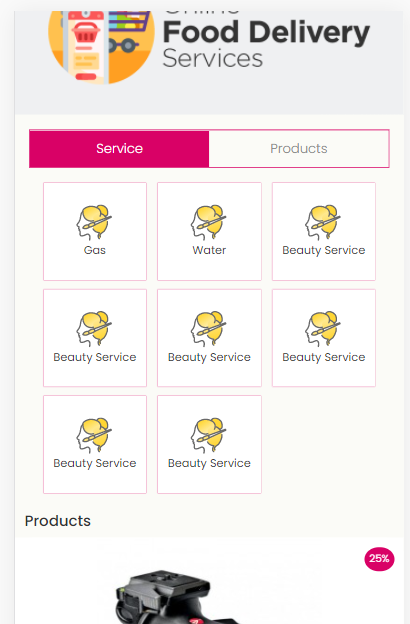 Online
Food Delivery
Services
Service Products
Gas Water Beauty Service
Beauty Service Beauty Service Beauty Service
Beauty Service Beauty Service
Products
25%